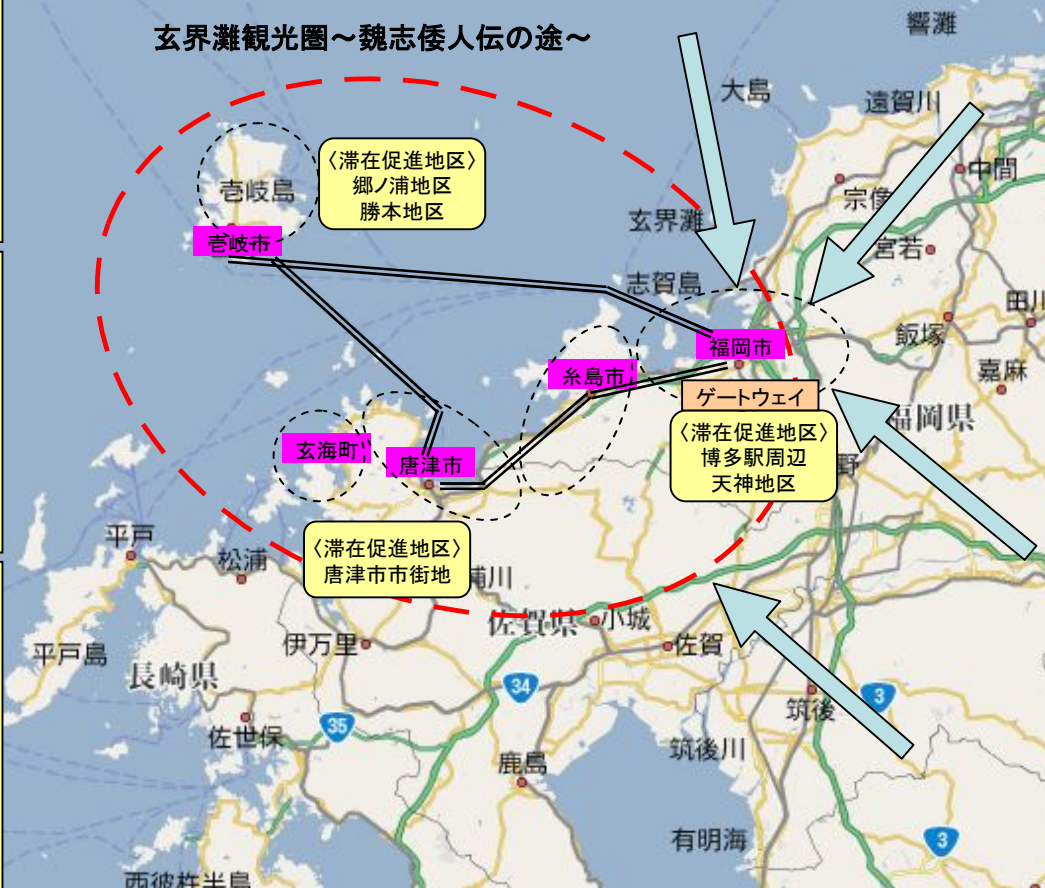 玄界灘観光圏～魏志倭人伝の途～
響灘
大島
遠賀川
中間
〈滞在促進地区〉
郷ノ浦地区
勝本地区
壱岐島
宗像
玄界灘
壱岐市
宮若
志賀島
田川
飯塚
福岡市
嘉麻
糸島市
ゲートウェイ
福岡県
〈滞在促進地区〉
博多駅周辺
天神地区
野
玄海町
唐津市
平戸
松浦
〈滞在促進地区〉
唐津市市街地
川
佐賀県
小城
伊万里
佐賀
平戸島
長崎県
34
3
筑後
35
佐世保
筑後川
鹿島
有明海
3
西彼杵半島